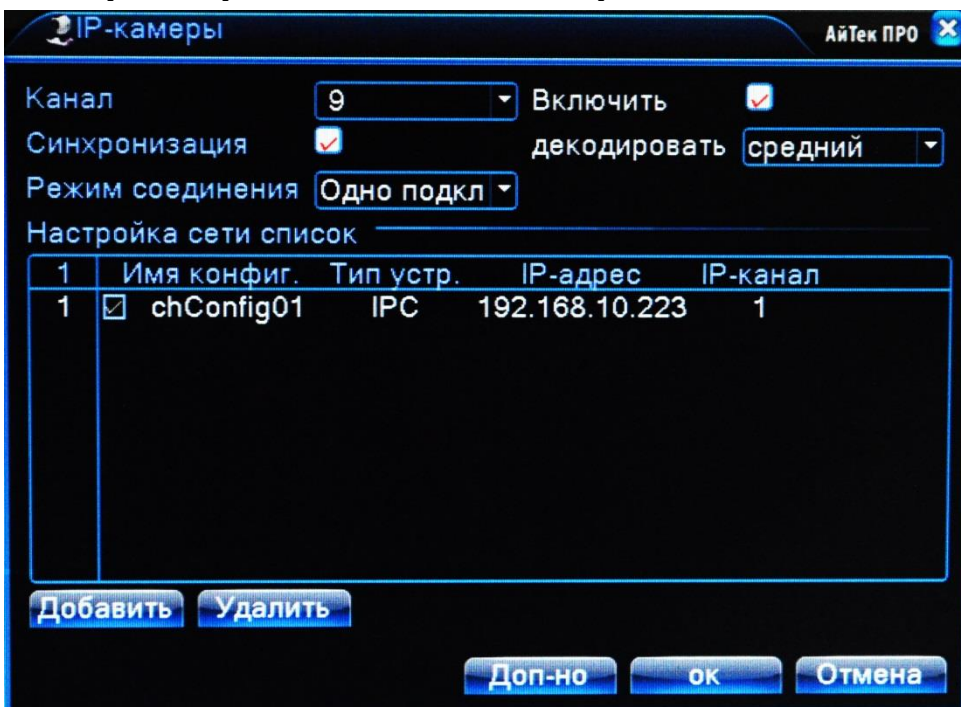 IP-камеры
АйТек ПРО
Канал 9 Включить
Синхронизация декодировать средний
Режим соединения Одно подкл
Настройка сети список
1 Имя конфиг. Тип устр. IP-адрес IP-канал
1 chConfig01 IPC 192.168.10.223 1
Добавить Удалить
Доп-но ок Отмена